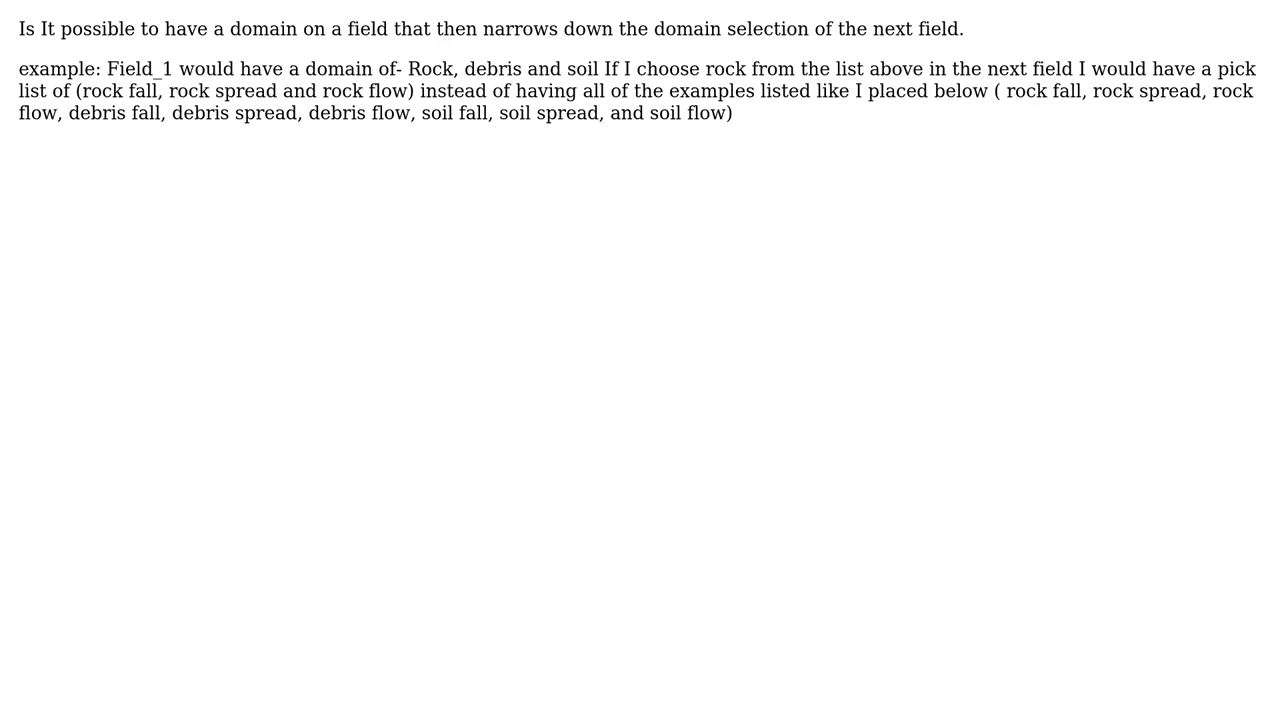 Is It possible to have a domain on a field that then narrows down the domain selection of the next field.
example: Field_1 would have a domain of- Rock, debris and soil If I choose rock from the list above in the next field I would have a pick
list of (rock fall, rock spread and rock flow) instead of having all of the examples listed like I placed below ( rock fall, rock spread, rock
flow, debris fall, debris spread, debris flow, soil fall, soil spread, and soil flow)